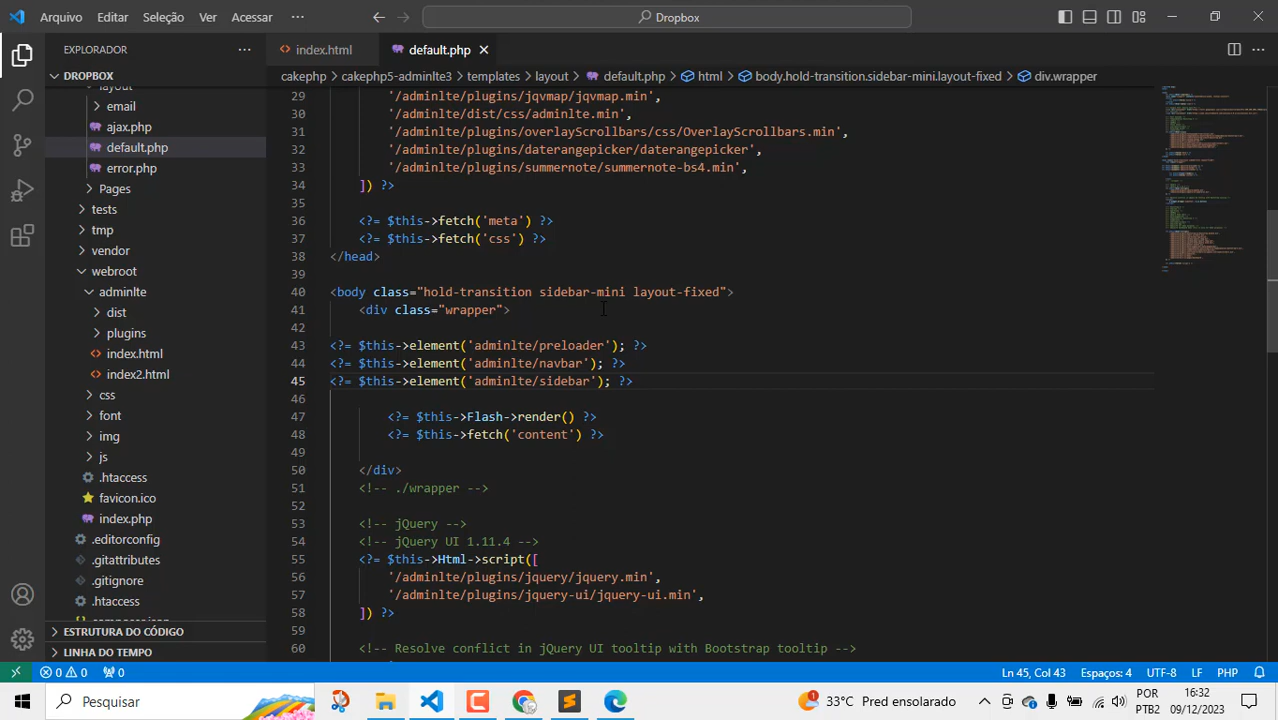 Arquivo Editar Seleção Ver Acessar ··· Dropbox
EXPLORADOR ···
index.html default.php
DROPBOX
cakephp > cakephp5-adminlte3 > templates > layout > default.php > html > body.hold-transition.sidebar-mini.layout-fixed > div.wrapper
layout
email
ajax.php
default.php
error.php
Pages
tests
tmp
vendor
webroot
adminlte
dist
plugins
index.html
index2.html
css
font
img
js
.htaccess
favicon.ico
index.php
.editorconfig
.gitattributes
.gitignore
.htaccess
composer.json
ESTRUTURA DO CÓDIGO
LINHA DO TEMPO
29 '/adminlte/plugins/jqvmap/jqvmap.min',
30 '/adminlte/dist/css/adminlte.min',
31 '/adminlte/plugins/overlayScrollbars/css/OverlayScrollbars.min',
32 '/adminlte/plugins/daterangepicker/daterangepicker',
33 '/adminlte/plugins/summernote/summernote-bs4.min',
34 ]) ?>
35
36 <?= $this->fetch('meta') ?>
37 <?= $this->fetch('css') ?>
38 </head>
39
40 <body class="hold-transition sidebar-mini layout-fixed">
41 <div class="wrapper">
42
43 <?= $this->element('adminlte/preloader'); ?>
44 <?= $this->element('adminlte/navbar'); ?>
45 <?= $this->element('adminlte/sidebar'); ?>
46
47 <?= $this->Flash->render() ?>
48 <?= $this->fetch('content') ?>
49
50 </div>
51 <!-- ./wrapper -->
52
53 <!-- jQuery -->
54 <!-- jQuery UI 1.11.4 -->
55 <?= $this->Html->script([
56 '/adminlte/plugins/jquery/jquery.min',
57 '/adminlte/plugins/jquery-ui/jquery-ui.min',
58 ]) ?>
59
60 <!-- Resolve conflict in jQuery UI tooltip with Bootstrap tooltip -->
0 0 0 Ln 45, Col 43 Espaços: 4 UTF-8 LF PHP
Pesquisar 33°C Pred ensolarado POR PTB2 16:32 09/12/2023